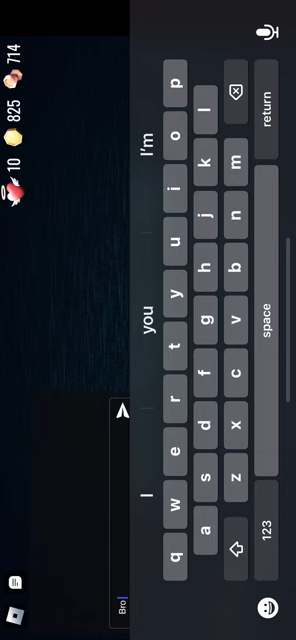 10 825 714
Bro
I you I'm
q w e r t y u i o p
a s d f g h j k l
z x c v b n m
123 space return